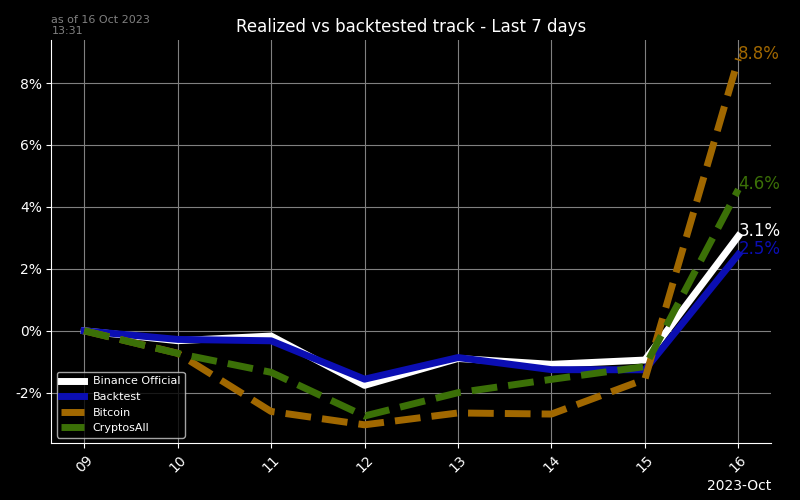 as of 16 Oct 2023
13:31
Realized vs backtested track - Last 7 days
8.8%
8%
6%
4.6%
4%
3.1%
2.5%
2%
0%
-2%
Binance Official
Backtest
Bitcoin
CryptosAll
09
10
11
12
13
14
15
16
2023-Oct